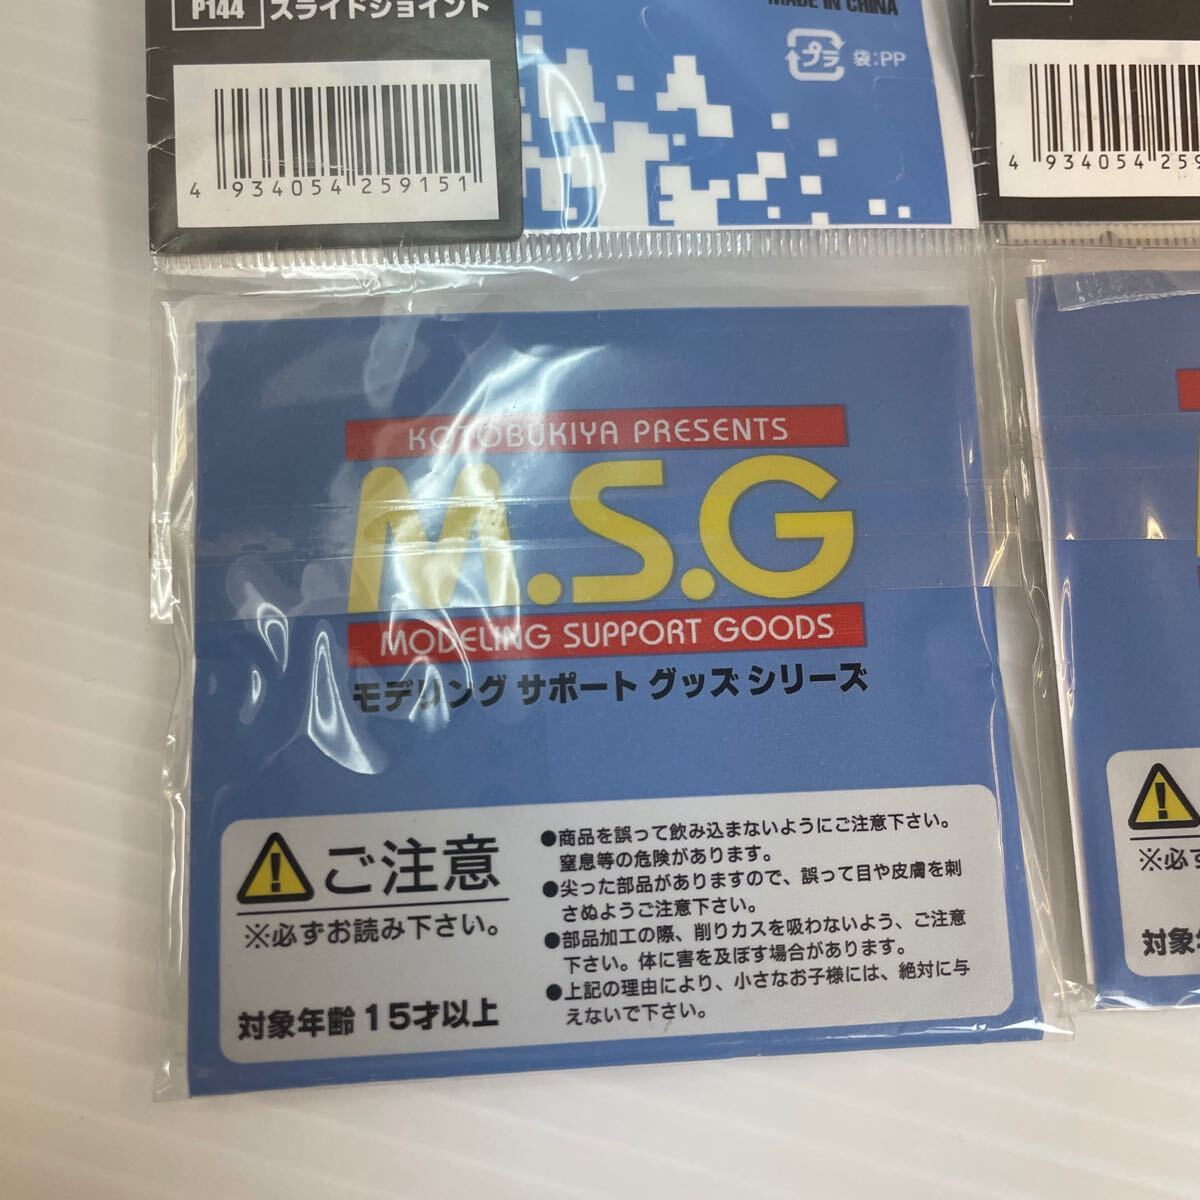 P144 スライドジョイント
MADE IN CHINA
プラ 袋:PP
4 934054 259151
4 934054 259
KOTOBUKIYA PRESENTS
M.S.G
MODELING SUPPORT GOODS
モデリング サポート グッズ シリーズ
ご注意
※必ずお読み下さい。
対象年齢 15才以上
●商品を誤って飲み込まないようにご注意下さい。
窒息等の危険があります。
●尖った部品がありますので、誤って目や皮膚を刺
さぬようご注意下さい。
●部品加工の際、削りカスを吸わないよう、ご注意
下さい。体に害を及ぼす場合があります。
●上記の理由により、小さなお子様には、絶対に与
えないで下さい。
※必ず
対象年